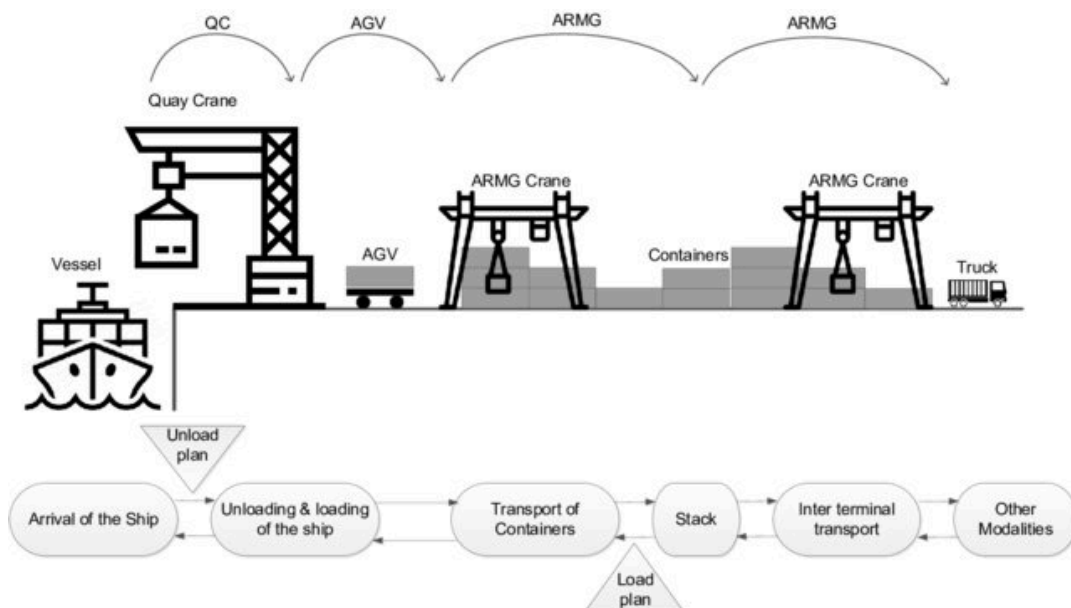 QC
AGV
ARMG
ARMG
Quay Crane
ARMG Crane
ARMG Crane
Vessel
AGV
Containers
Truck
Unload
plan
Arrival of the Ship
Unloading & loading
of the ship
Transport of
Containers
Stack
Inter terminal
transport
Other
Modalities
Load
plan